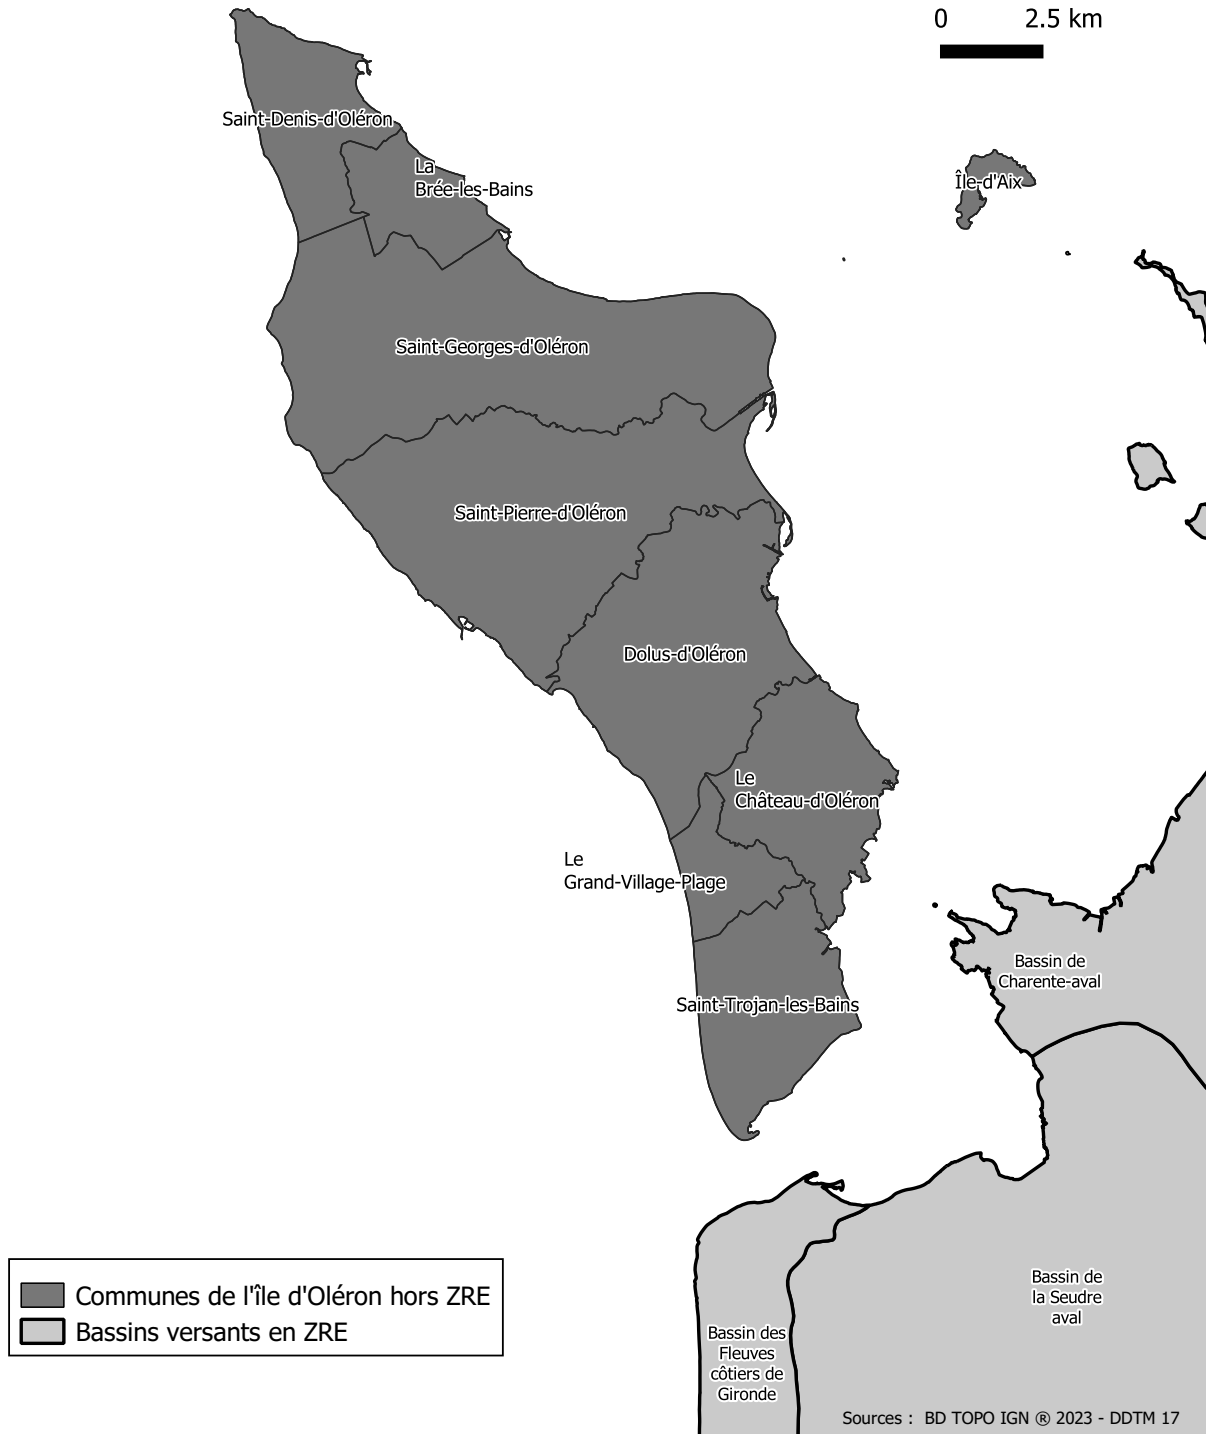 0 2.5 km
Saint-Denis-d'Oléron
La
Brée-les-Bains
Île-d'Aix
Saint-Georges-d'Oléron
Saint-Pierre-d'Oléron
Dolus-d'Oléron
Le
Château-d'Oléron
Le
Grand-Village-Plage
Bassin de
Charente-aval
Saint-Trojan-les-Bains
Communes de l'île d'Oléron hors ZRE
Bassins versants en ZRE
Bassin de
la Seudre
aval
Bassin des
Fleuves
côtiers de
Gironde
Sources : BD TOPO IGN ® 2023 - DDTM 17